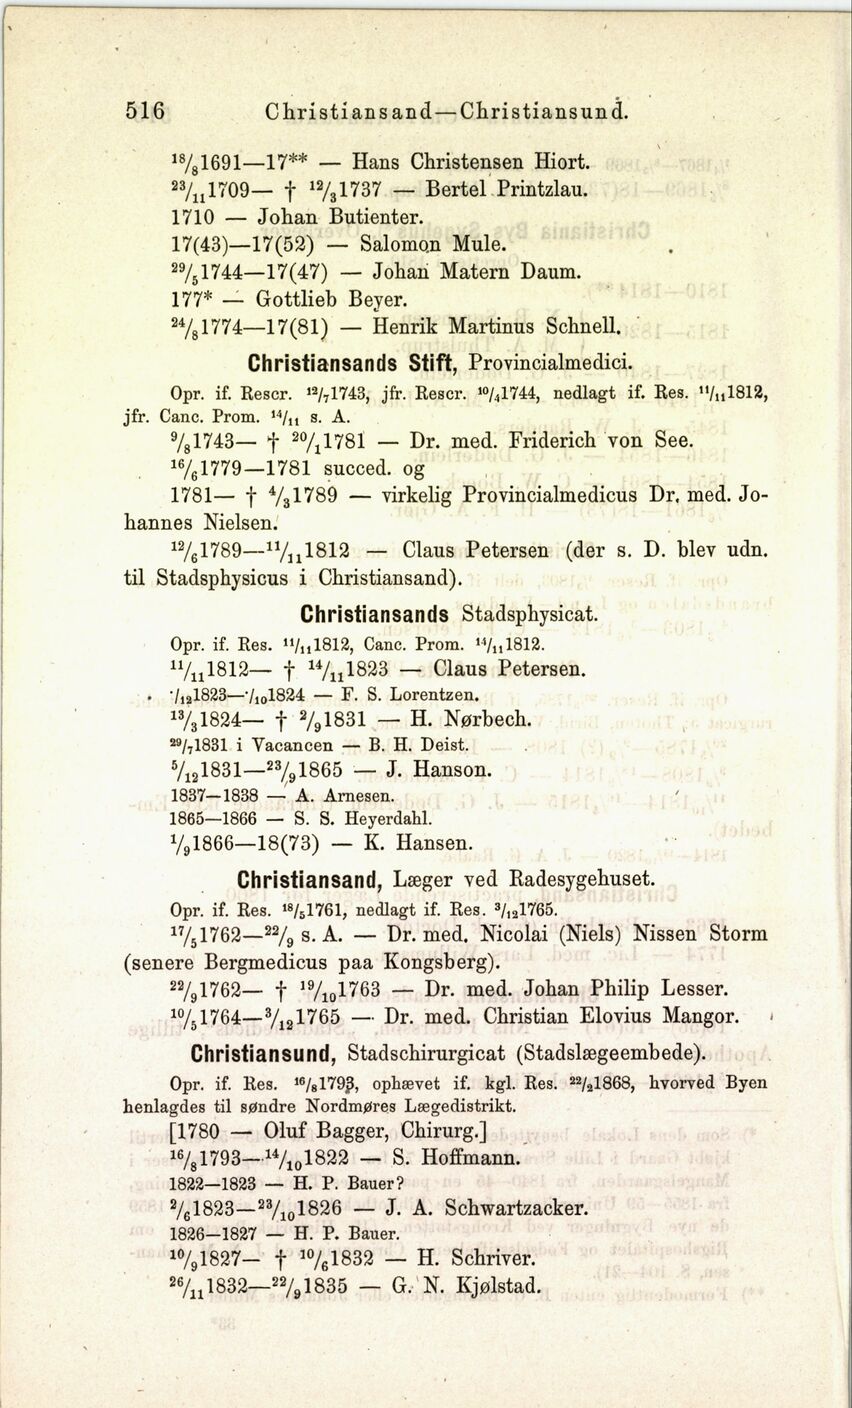 516 Christiansand—Christiansund.
18/8 1691—17** — Hans Christensen Hiort.
23/11 1709— † 12/3 1737 — Bertel Printzlau.
1710 — Johan Butienter.
17(43)—17(52) — Salomon Mule.
29/5 1744—17(47) — Johan Matern Daum.
177* — Gottlieb Beyer.
24/8 1774—17(81) — Henrik Martinus Schnell.
Christiansands Stift, Provincialmedici.
Opr. if. Rescr. 12/7 1743, jfr. Rescr. 10/4 1744, nedlagt if. Res. 11/11 1812,
jfr. Canc. Prom. 14/11 s. A.
9/8 1743— † 20/1 1781 — Dr. med. Friderich von See.
16/6 1779—1781 succed. og
1781— † 4/3 1789 — virkelig Provincialmedicus Dr. med. Jo-
hannes Nielsen.
12/6 1789—11/11 1812 — Claus Petersen (der s. D. blev udn.
til Stadsphysicus i Christiansand).
Christiansands Stadsphysicat.
Opr. if. Res. 11/11 1812, Canc. Prom. 14/11 1812.
11/11 1812— † 14/11 1823 — Claus Petersen.
·/12 1823—·/10 1824 — F. S. Lorentzen.
13/3 1824— † 2/9 1831 — H. Nørbech.
29/7 1831 i Vacancen — B. H. Deist.
5/12 1831—23/9 1865 — J. Hanson.
1837—1838 — A. Arnesen.
1865—1866 — S. S. Heyerdahl.
1/9 1866—18(73) — K. Hansen.
Christiansand, Læger ved Radesygehuset.
Opr. if. Res. 18/5 1761, nedlagt if. Res. 3/12 1765.
17/5 1762—22/9 s. A. — Dr. med. Nicolai (Niels) Nissen Storm
(senere Bergmedicus paa Kongsberg).
22/9 1762— † 19/10 1763 — Dr. med. Johan Philip Lesser.
10/5 1764—3/12 1765 — Dr. med. Christian Elovius Mangor.
Christiansund, Stadschirurgicat (Stadslægeembede).
Opr. if. Res. 16/8 1793, ophævet if. kgl. Res. 22/2 1868, hvorved Byen
henlagdes til søndre Nordmøres Lægedistrikt.
[1780 — Oluf Bagger, Chirurg.]
16/8 1793—14/10 1822 — S. Hoffmann.
1822—1823 — H. P. Bauer?
2/6 1823—23/10 1826 — J. A. Schwartzacker.
1826—1827 — H. P. Bauer.
10/9 1827— † 10/6 1832 — H. Schriver.
26/11 1832—22/9 1835 — G. N. Kjølstad.